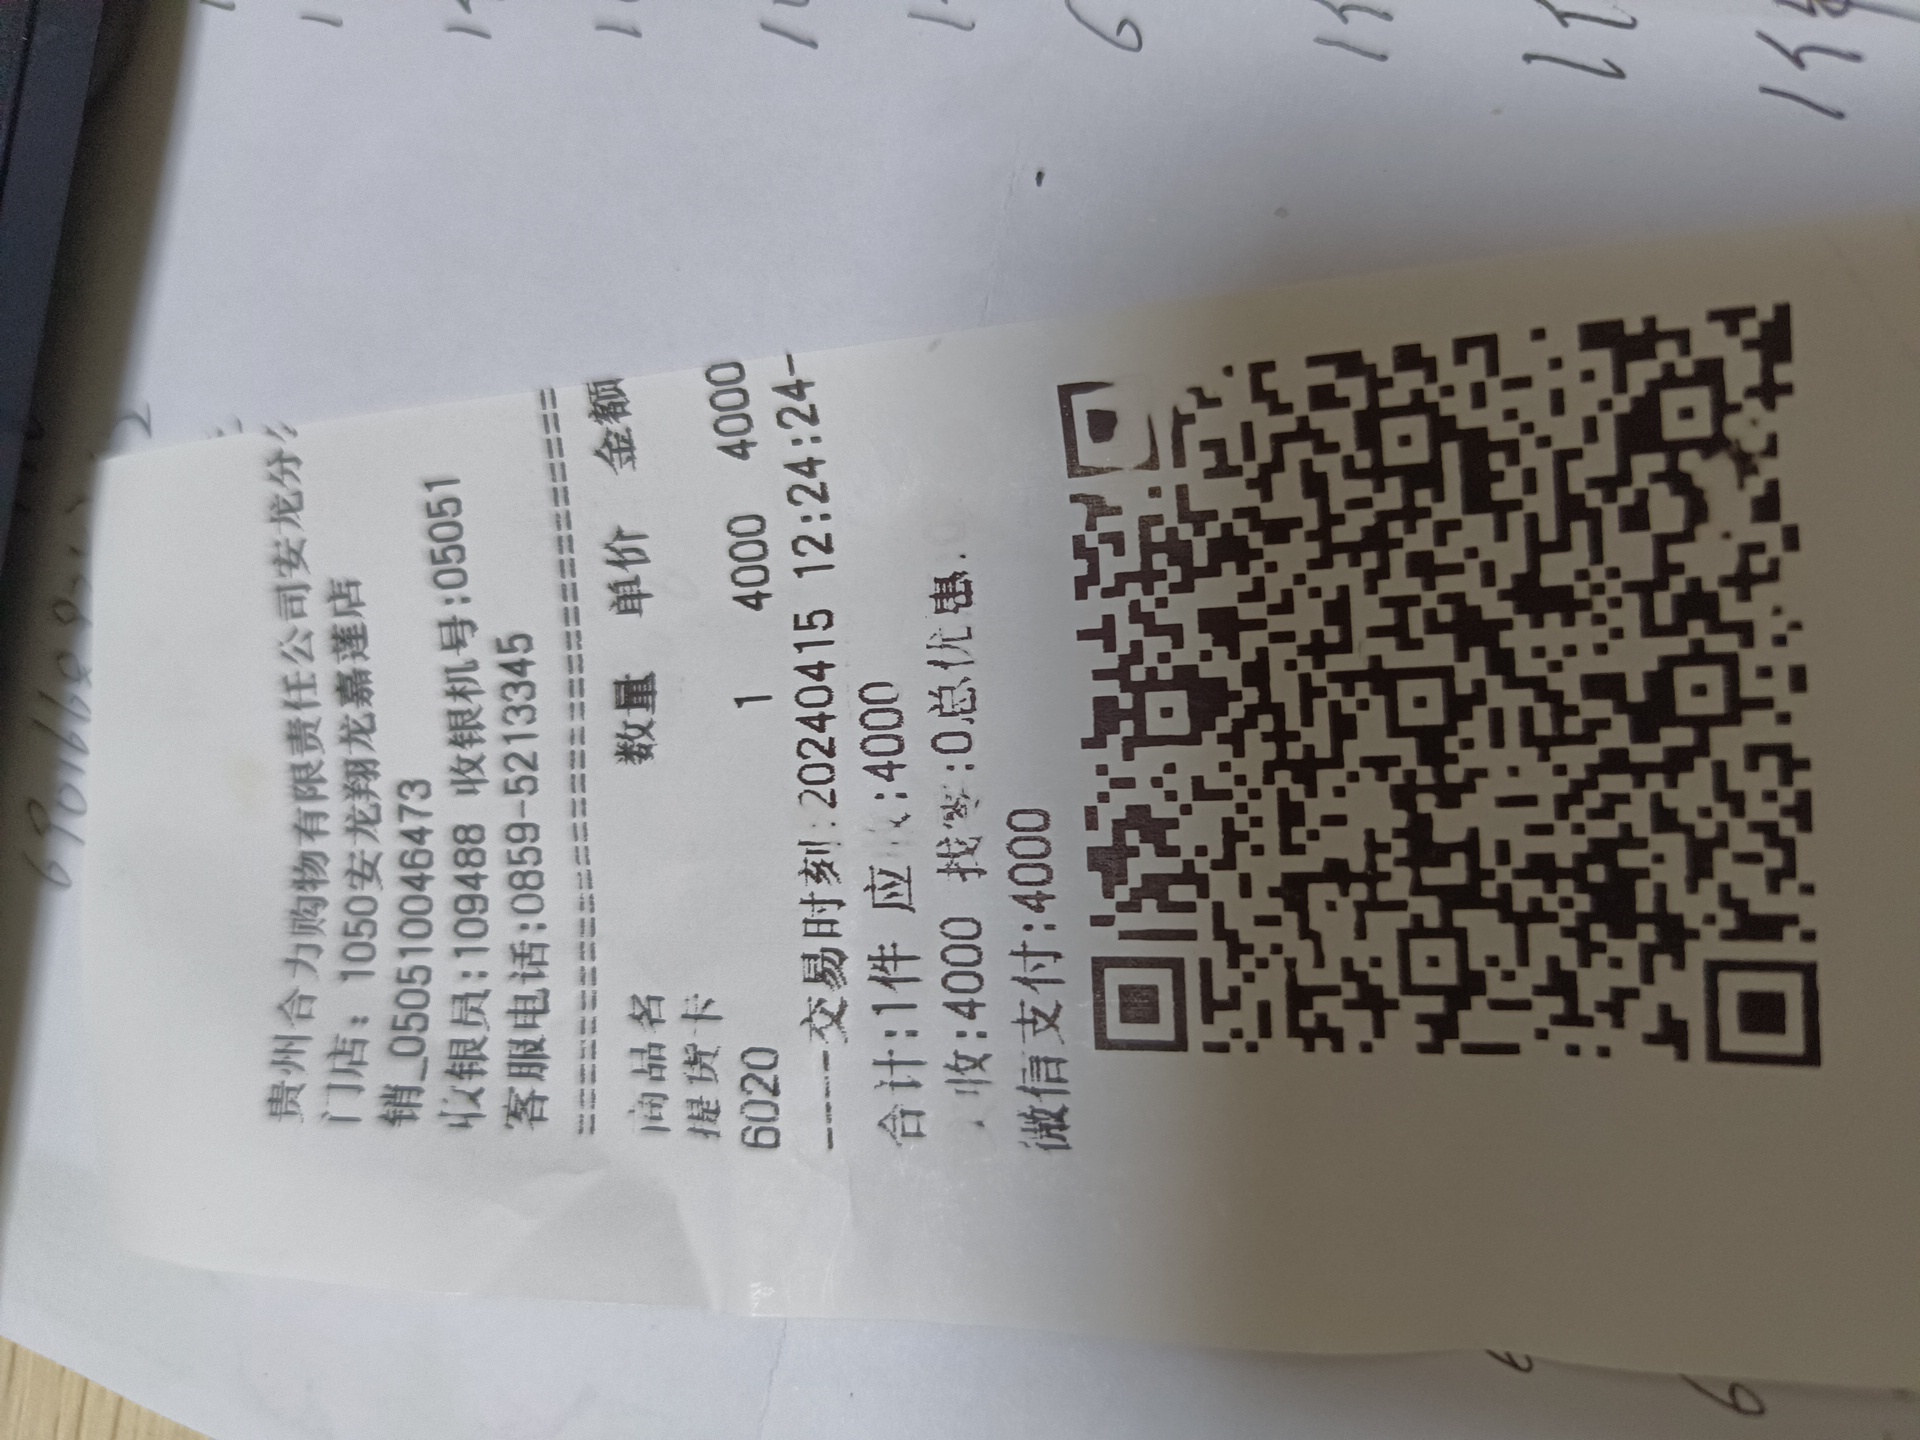 贵州合力购物有限责任公司安龙分
门店: 1050安龙翔龙嘉莲店
销_050510046473
收银员:109488 收银机号:05051
客服电话:0859-5213345
==============================
商品名 数量 单价 金额
提货卡
6020 1 4000 4000
----交易时刻:20240415 12:24:24-
合计:1件 应 :4000
收:4000 找零:0总优惠.
微信支付:4000